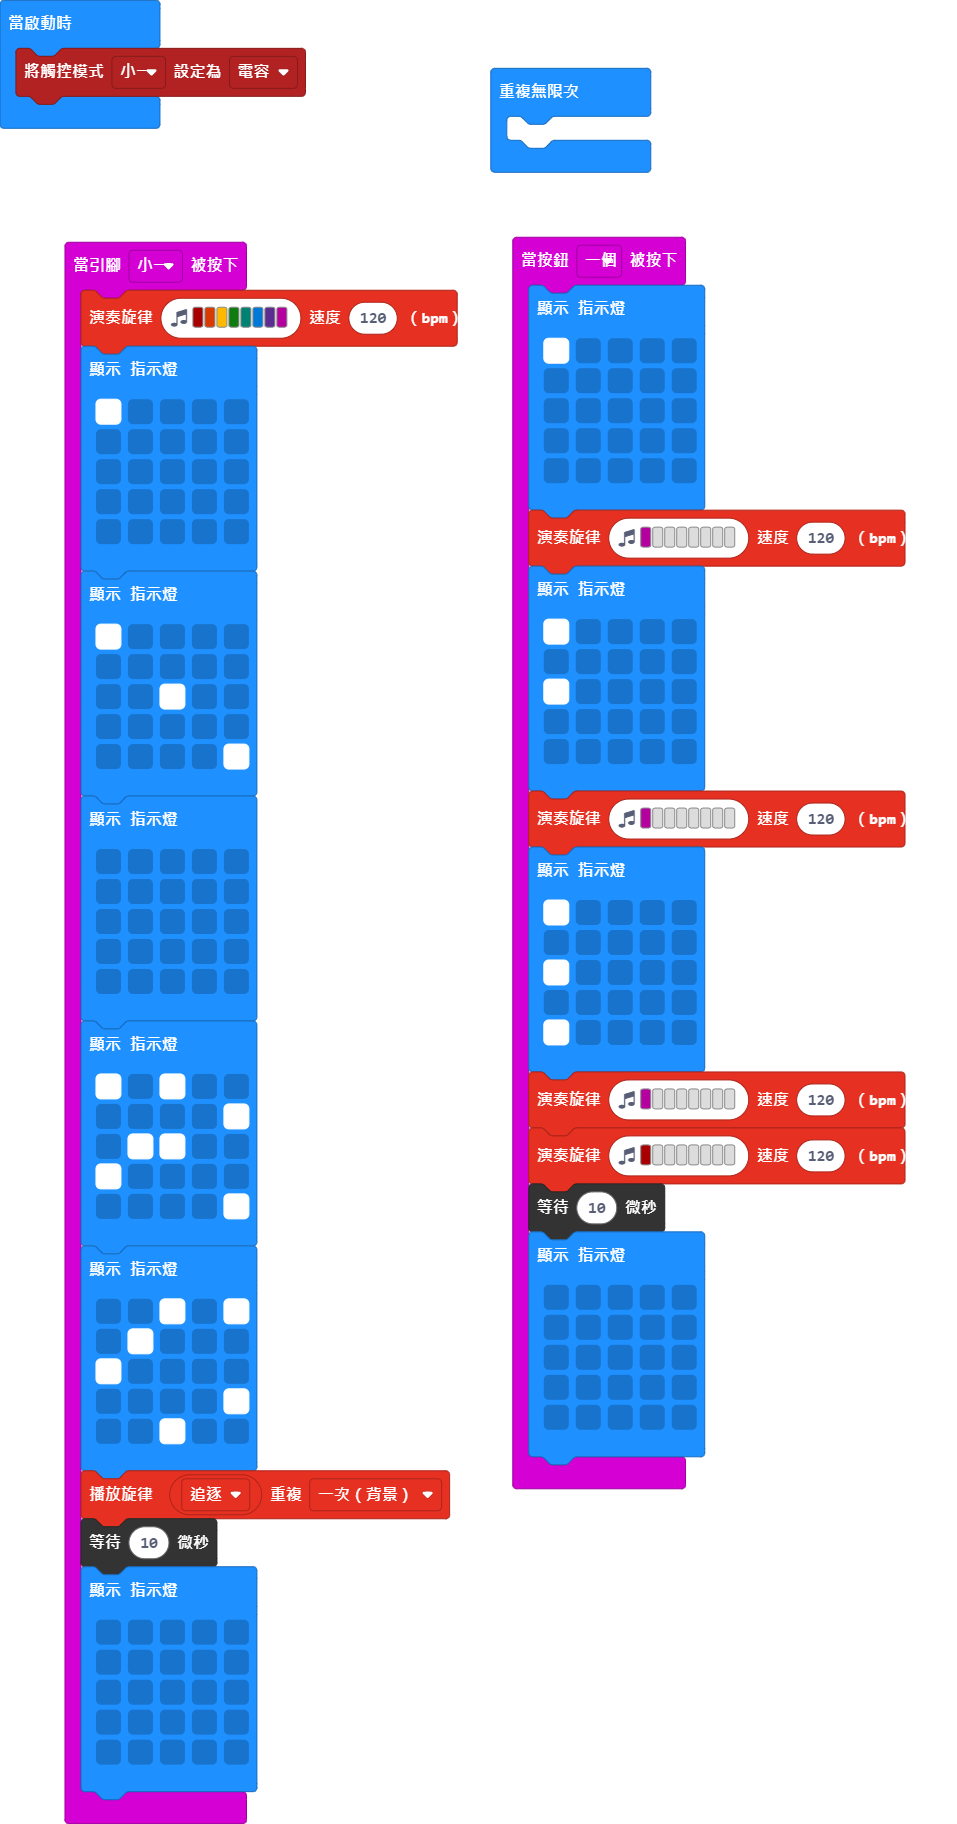 當啟動時
將觸控模式 小一 設定為 電容
重複無限次
當引腳 小一 被按下
演奏旋律 速度 120 (bpm)
顯示 指示燈
顯示 指示燈
顯示 指示燈
顯示 指示燈
顯示 指示燈
播放旋律 追逐 重複 一次(背景)
等待 10 微秒
顯示 指示燈
當按鈕 一個 被按下
顯示 指示燈
演奏旋律 速度 120 (bpm)
顯示 指示燈
演奏旋律 速度 120 (bpm)
顯示 指示燈
演奏旋律 速度 120 (bpm)
演奏旋律 速度 120 (bpm)
等待 10 微秒
顯示 指示燈